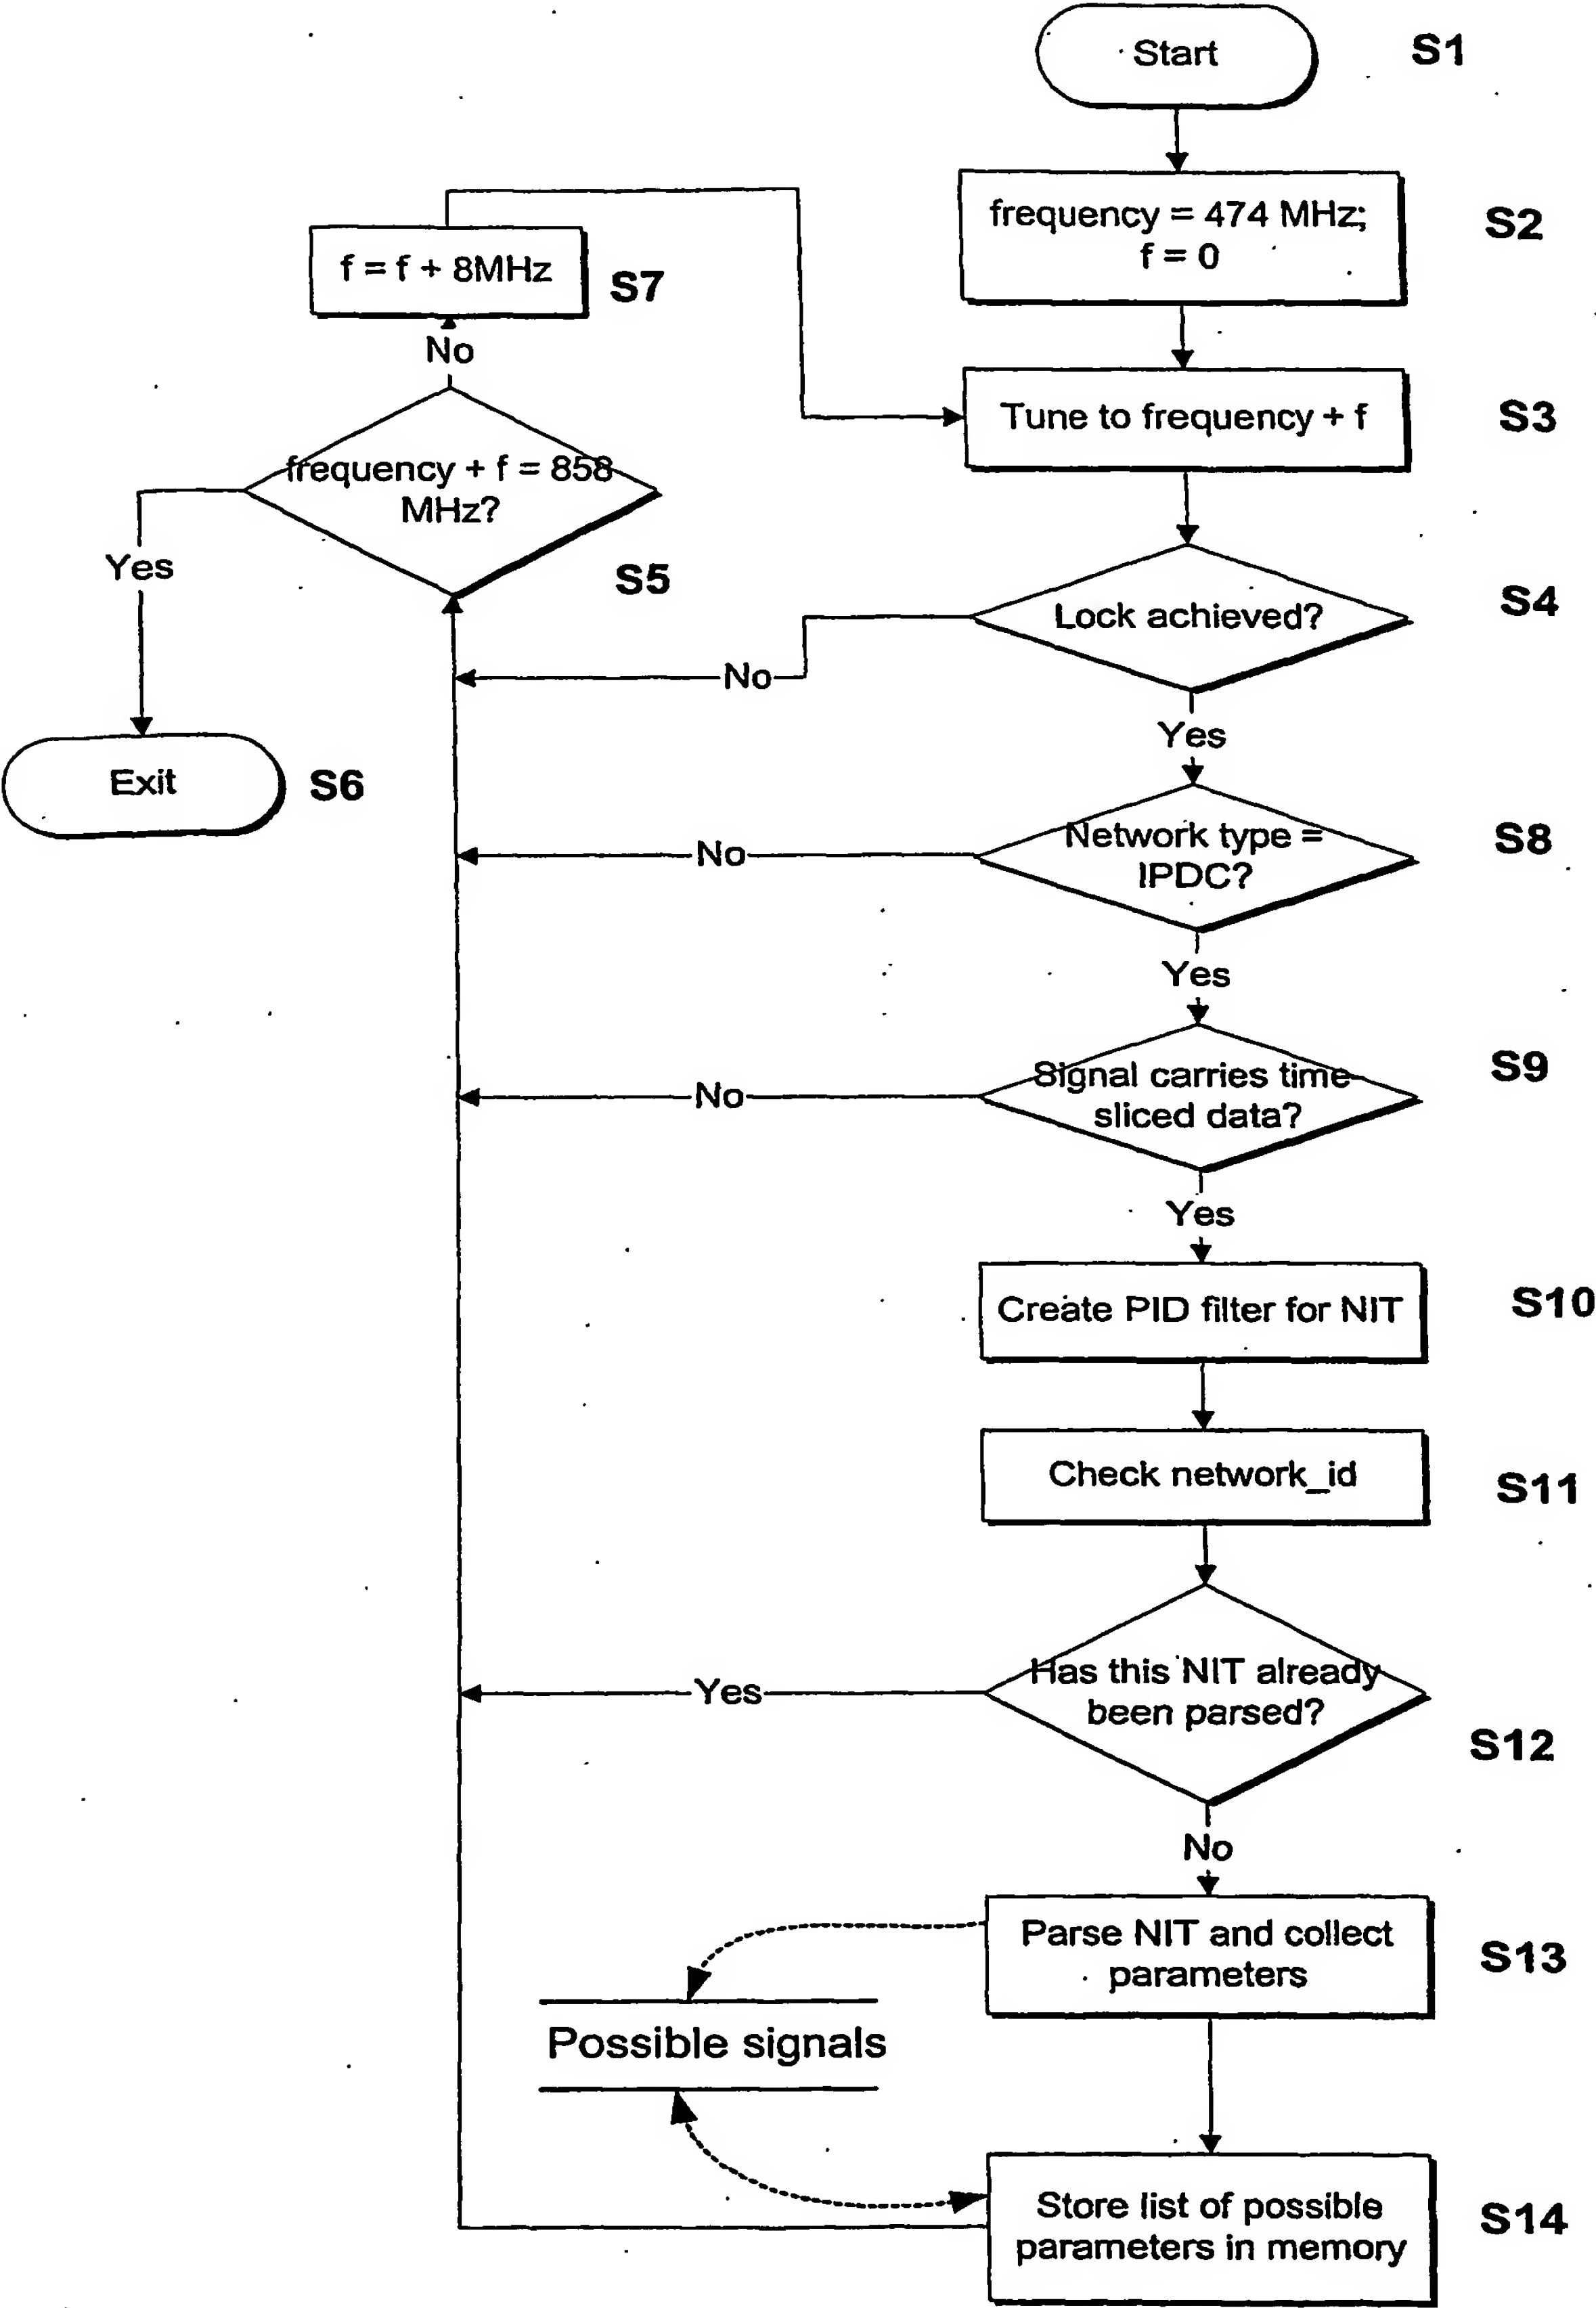 Start
S1
frequency = 474 MHz;
f = 0
S2
f = f + 8MHz
S7
No
Tune to frequency + f
S3
frequency + f = 858
MHz?
S5
Yes
Lock achieved?
S4
No
Yes
Exit
S6
Network type =
IPDC?
S8
No
Yes
Signal carries time
sliced data?
S9
No
Yes
Create PID filter for NIT
S10
Check network_id
S11
Has this NIT already
been parsed?
S12
Yes
No
Parse NIT and collect
parameters
S13
Possible signals
Store list of possible
parameters in memory
S14